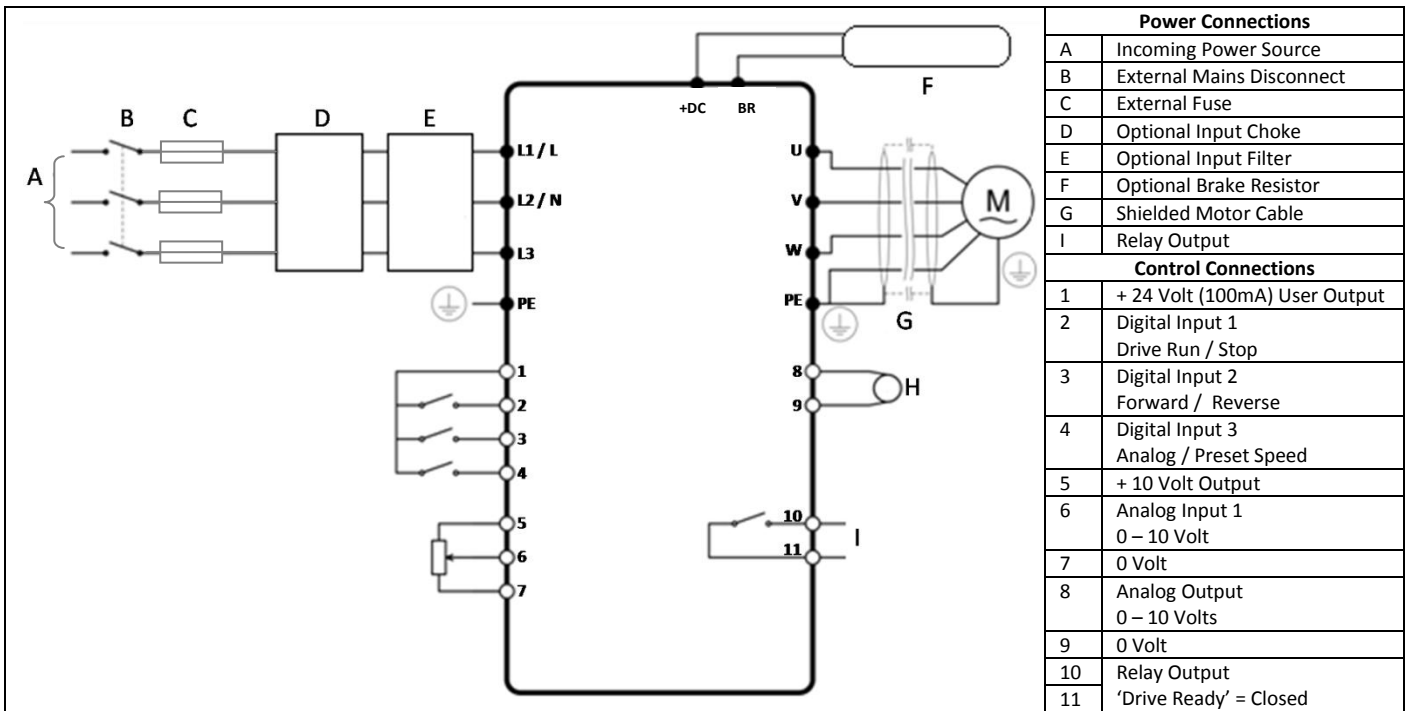 A
B
C
D
E
F
+DC BR
L1 / L
L2 / N
L3
PE
U
V
W
PE
M
G
1
2
3
4
5
6
7
8
9
H
10
11
I
Power Connections
A Incoming Power Source
B External Mains Disconnect
C External Fuse
D Optional Input Choke
E Optional Input Filter
F Optional Brake Resistor
G Shielded Motor Cable
I Relay Output
Control Connections
1 + 24 Volt (100mA) User Output
2 Digital Input 1
Drive Run / Stop
3 Digital Input 2
Forward / Reverse
4 Digital Input 3
Analog / Preset Speed
5 + 10 Volt Output
6 Analog Input 1
0 – 10 Volt
7 0 Volt
8 Analog Output
0 – 10 Volts
9 0 Volt
10 Relay Output
11 ‘Drive Ready’ = Closed